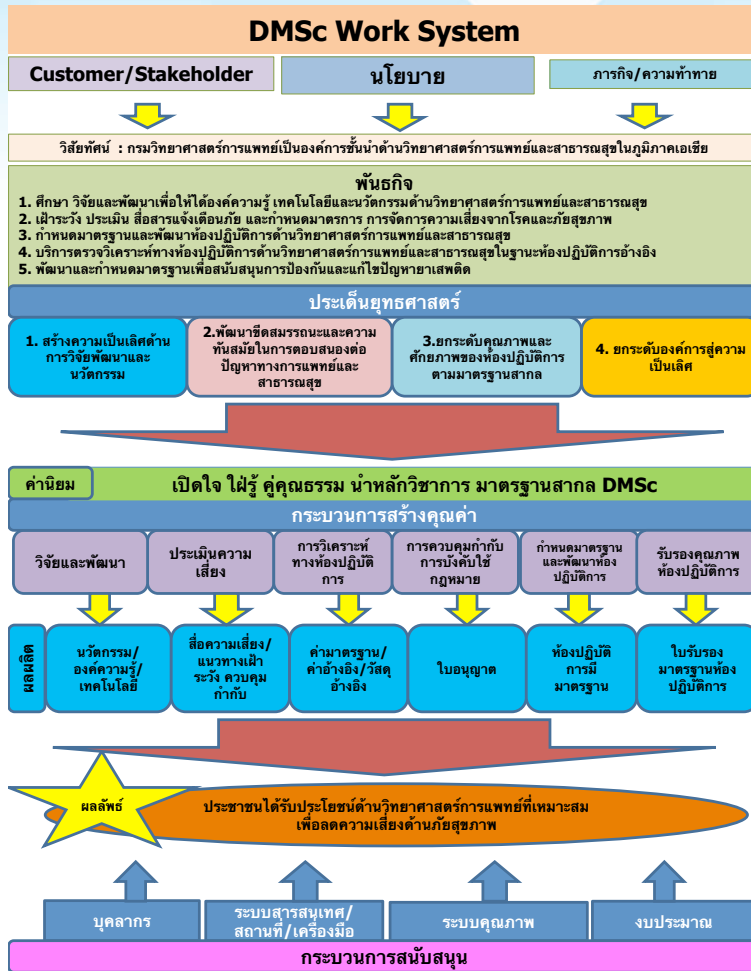 DMSc Work System
Customer/Stakeholder
นโยบาย
ภารกิจ/ความท้าทาย
วิสัยทัศน์ : กรมวิทยาศาสตร์การแพทย์เป็นองค์การชั้นนำด้านวิทยาศาสตร์การแพทย์และสาธารณสุขในภูมิภาคเอเชีย
พันธกิจ
1. ศึกษา วิจัยและพัฒนาเพื่อให้ได้องค์ความรู้ เทคโนโลยีและนวัตกรรมด้านวิทยาศาสตร์การแพทย์และสาธารณสุข
2. เฝ้าระวัง ประเมิน สื่อสารแจ้งเตือนภัย และกำหนดมาตรการ การจัดการความเสี่ยงจากโรคและภัยสุขภาพ
3. กำหนดมาตรฐานและพัฒนาห้องปฏิบัติการด้านวิทยาศาสตร์การแพทย์และสาธารณสุข
4. บริการตรวจวิเคราะห์ทางห้องปฏิบัติการด้านวิทยาศาสตร์การแพทย์และสาธารณสุขในฐานะห้องปฏิบัติการอ้างอิง
5. พัฒนาและกำหนดมาตรฐานเพื่อสนับสนุนการป้องกันและแก้ไขปัญหายาเสพติด
ประเด็นยุทธศาสตร์
1. สร้างความเป็นเลิศด้าน
การวิจัยพัฒนาและ
นวัตกรรม
2.พัฒนาขีดสมรรถนะและความ
ทันสมัยในการตอบสนองต่อ
ปัญหาทางการแพทย์และ
สาธารณสุข
3.ยกระดับคุณภาพและ
ศักยภาพของห้องปฏิบัติการ
ตามมาตรฐานสากล
4. ยกระดับองค์การสู่ความ
เป็นเลิศ
ค่านิยม
เปิดใจ ใฝ่รู้ คู่คุณธรรม นำหลักวิชาการ มาตรฐานสากล DMSc
กระบวนการสร้างคุณค่า
วิจัยและพัฒนา
ประเมินความ
เสี่ยง
การวิเคราะห์
ทางห้องปฏิบัติ
การ
การควบคุมกำกับ
การบังคับใช้
กฎหมาย
กำหนดมาตรฐาน
และพัฒนาห้อง
ปฏิบัติการ
รับรองคุณภาพ
ห้องปฏิบัติการ
ผลผลิต
นวัตกรรม/
องค์ความรู้/
เทคโนโลยี
สื่อความเสี่ยง/
แนวทางเฝ้า
ระวัง ควบคุม
กำกับ
ค่ามาตรฐาน/
ค่าอ้างอิง/วัสดุ
อ้างอิง
ใบอนุญาต
ห้องปฏิบัติ
การมี
มาตรฐาน
ใบรับรอง
มาตรฐานห้อง
ปฏิบัติการ
ผลลัพธ์
ประชาชนได้รับประโยชน์ด้านวิทยาศาสตร์การแพทย์ที่เหมาะสม
เพื่อลดความเสี่ยงด้านภัยสุขภาพ
บุคลากร
ระบบสารสนเทศ/
สถานที่/เครื่องมือ
ระบบคุณภาพ
งบประมาณ
กระบวนการสนับสนุน